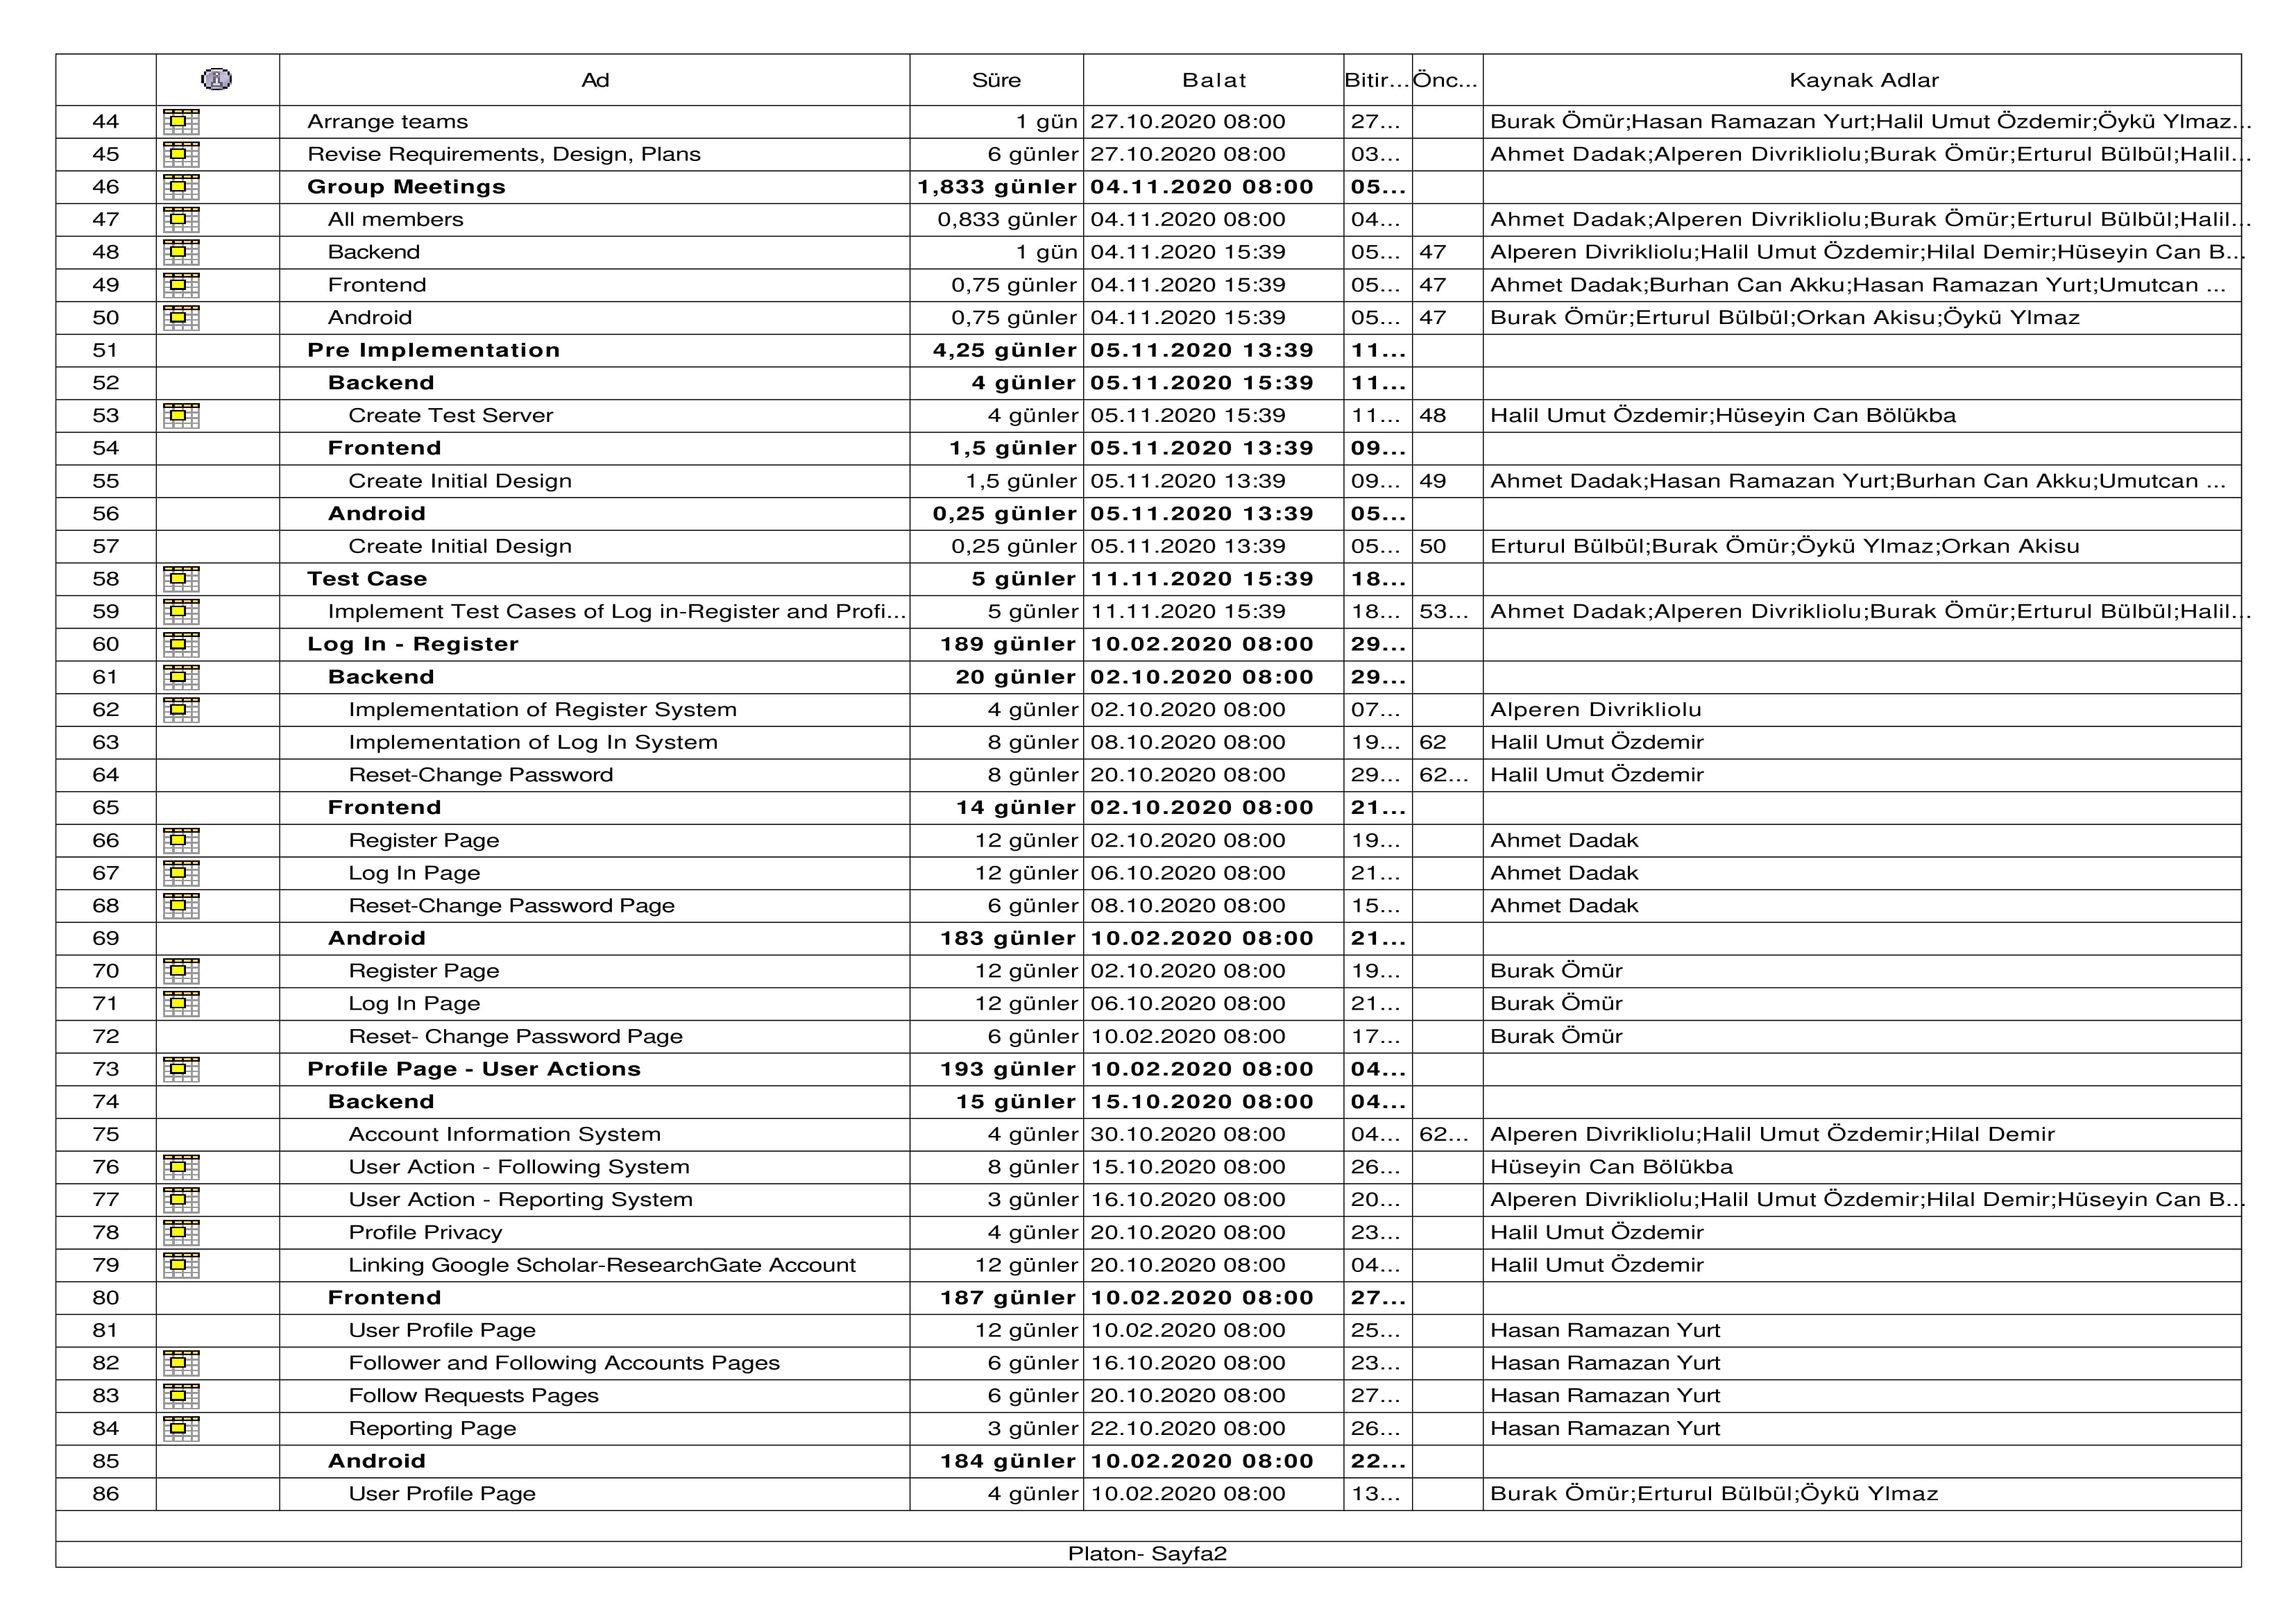 Ad Süre Balat Bitir... Önc... Kaynak Adlar
44 Arrange teams 1 gün 27.10.2020 08:00 27... Burak Ömür;Hasan Ramazan Yurt;Halil Umut Özdemir;Öykü Ylmaz...
45 Revise Requirements, Design, Plans 6 günler 27.10.2020 08:00 03... Ahmet Dadak;Alperen Divrikliolu;Burak Ömür;Erturul Bülbül;Halil...
46 Group Meetings 1,833 günler 04.11.2020 08:00 05...
47 All members 0,833 günler 04.11.2020 08:00 04... Ahmet Dadak;Alperen Divrikliolu;Burak Ömür;Erturul Bülbül;Halil...
48 Backend 1 gün 04.11.2020 15:39 05... 47 Alperen Divrikliolu;Halil Umut Özdemir;Hilal Demir;Hüseyin Can B...
49 Frontend 0,75 günler 04.11.2020 15:39 05... 47 Ahmet Dadak;Burhan Can Akku;Hasan Ramazan Yurt;Umutcan ...
50 Android 0,75 günler 04.11.2020 15:39 05... 47 Burak Ömür;Erturul Bülbül;Orkan Akisu;Öykü Ylmaz
51 Pre Implementation 4,25 günler 05.11.2020 13:39 11...
52 Backend 4 günler 05.11.2020 15:39 11...
53 Create Test Server 4 günler 05.11.2020 15:39 11... 48 Halil Umut Özdemir;Hüseyin Can Bölükba
54 Frontend 1,5 günler 05.11.2020 13:39 09...
55 Create Initial Design 1,5 günler 05.11.2020 13:39 09... 49 Ahmet Dadak;Hasan Ramazan Yurt;Burhan Can Akku;Umutcan ...
56 Android 0,25 günler 05.11.2020 13:39 05...
57 Create Initial Design 0,25 günler 05.11.2020 13:39 05... 50 Erturul Bülbül;Burak Ömür;Öykü Ylmaz;Orkan Akisu
58 Test Case 5 günler 11.11.2020 15:39 18...
59 Implement Test Cases of Log in-Register and Profi... 5 günler 11.11.2020 15:39 18... 53... Ahmet Dadak;Alperen Divrikliolu;Burak Ömür;Erturul Bülbül;Halil...
60 Log In - Register 189 günler 10.02.2020 08:00 29...
61 Backend 20 günler 02.10.2020 08:00 29...
62 Implementation of Register System 4 günler 02.10.2020 08:00 07... Alperen Divrikliolu
63 Implementation of Log In System 8 günler 08.10.2020 08:00 19... 62 Halil Umut Özdemir
64 Reset-Change Password 8 günler 20.10.2020 08:00 29... 62... Halil Umut Özdemir
65 Frontend 14 günler 02.10.2020 08:00 21...
66 Register Page 12 günler 02.10.2020 08:00 19... Ahmet Dadak
67 Log In Page 12 günler 06.10.2020 08:00 21... Ahmet Dadak
68 Reset-Change Password Page 6 günler 08.10.2020 08:00 15... Ahmet Dadak
69 Android 183 günler 10.02.2020 08:00 21...
70 Register Page 12 günler 02.10.2020 08:00 19... Burak Ömür
71 Log In Page 12 günler 06.10.2020 08:00 21... Burak Ömür
72 Reset- Change Password Page 6 günler 10.02.2020 08:00 17... Burak Ömür
73 Profile Page - User Actions 193 günler 10.02.2020 08:00 04...
74 Backend 15 günler 15.10.2020 08:00 04...
75 Account Information System 4 günler 30.10.2020 08:00 04... 62... Alperen Divrikliolu;Halil Umut Özdemir;Hilal Demir
76 User Action - Following System 8 günler 15.10.2020 08:00 26... Hüseyin Can Bölükba
77 User Action - Reporting System 3 günler 16.10.2020 08:00 20... Alperen Divrikliolu;Halil Umut Özdemir;Hilal Demir;Hüseyin Can B...
78 Profile Privacy 4 günler 20.10.2020 08:00 23... Halil Umut Özdemir
79 Linking Google Scholar-ResearchGate Account 12 günler 20.10.2020 08:00 04... Halil Umut Özdemir
80 Frontend 187 günler 10.02.2020 08:00 27...
81 User Profile Page 12 günler 10.02.2020 08:00 25... Hasan Ramazan Yurt
82 Follower and Following Accounts Pages 6 günler 16.10.2020 08:00 23... Hasan Ramazan Yurt
83 Follow Requests Pages 6 günler 20.10.2020 08:00 27... Hasan Ramazan Yurt
84 Reporting Page 3 günler 22.10.2020 08:00 26... Hasan Ramazan Yurt
85 Android 184 günler 10.02.2020 08:00 22...
86 User Profile Page 4 günler 10.02.2020 08:00 13... Burak Ömür;Erturul Bülbül;Öykü Ylmaz
Platon- Sayfa2